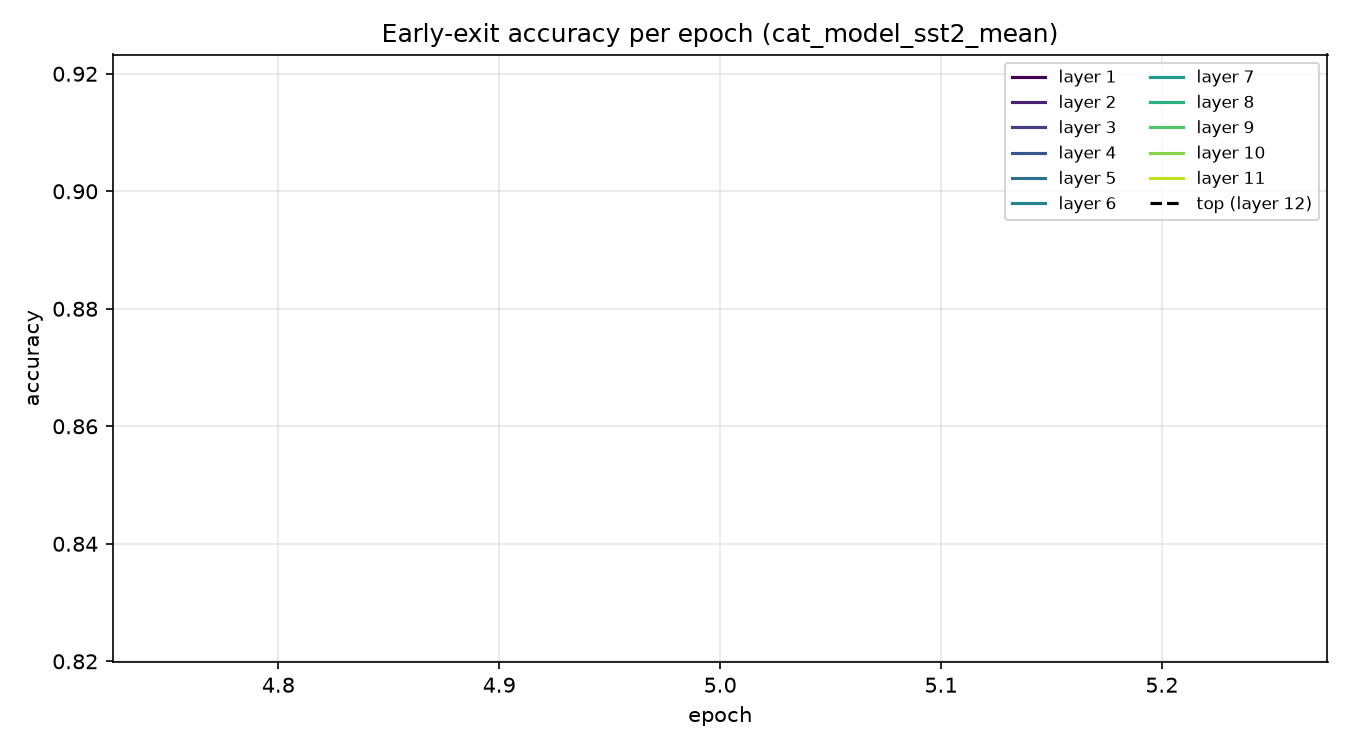 Early-exit accuracy per epoch (cat_model_sst2_mean)
0.92
0.90
0.88
0.86
0.84
0.82
accuracy
layer 1
layer 2
layer 3
layer 4
layer 5
layer 6
layer 7
layer 8
layer 9
layer 10
layer 11
top (layer 12)
4.8 4.9 5.0 5.1 5.2
epoch